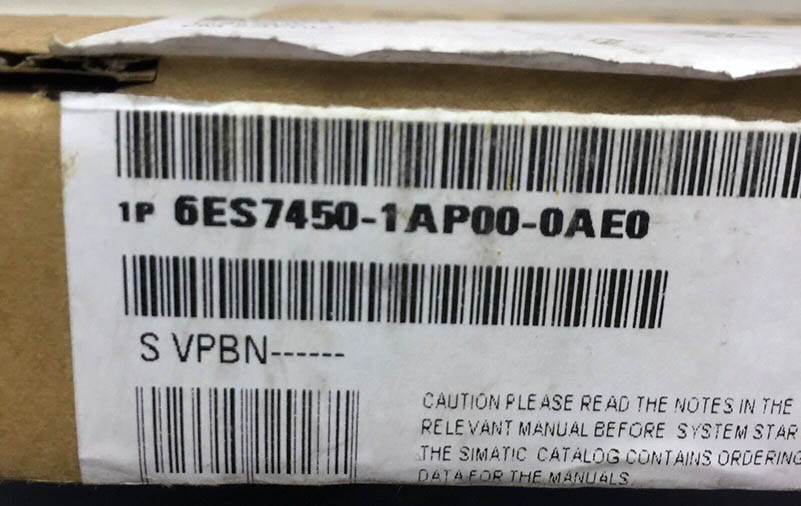 1P 6ES7450-1AP00-0AE0
S VPBN------
CAUTION PLEASE READ THE NOTES IN THE
RELEVANT MANUAL BEFORE SYSTEM STAR
THE SIMATIC CATALOG CONTAINS ORDERING
DATA FOR THE MANUALS